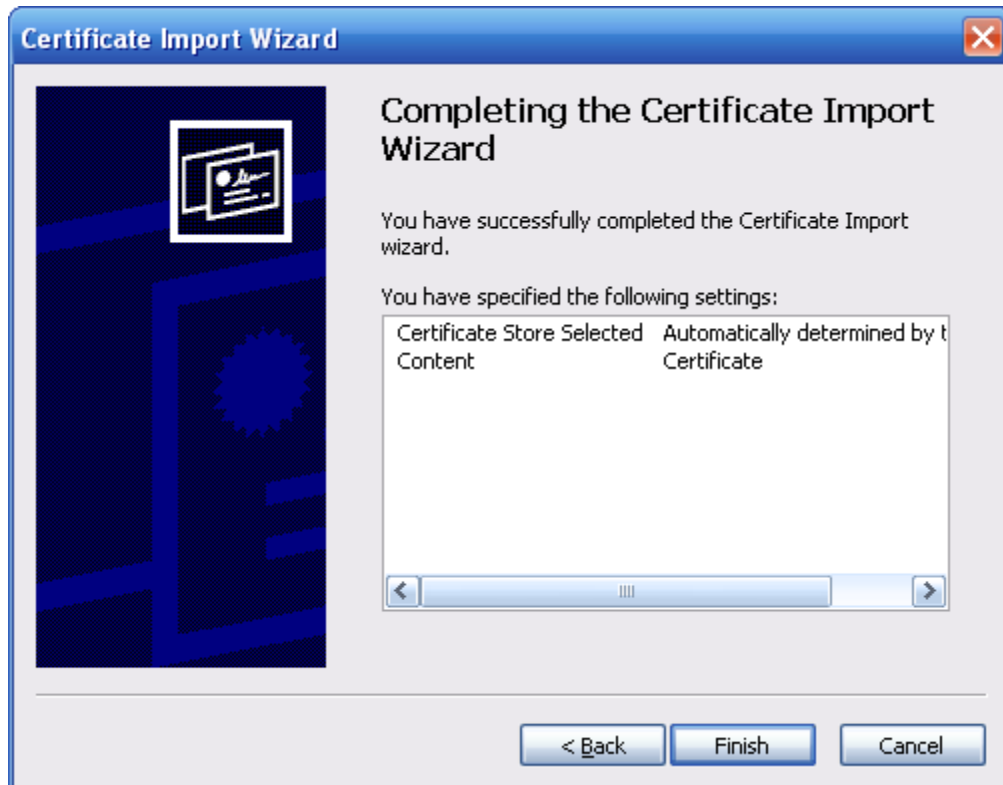 Certificate Import Wizard
Completing the Certificate Import
Wizard
You have successfully completed the Certificate Import
wizard.
You have specified the following settings:
Certificate Store Selected Automatically determined by t
Content Certificate
< Back Finish Cancel